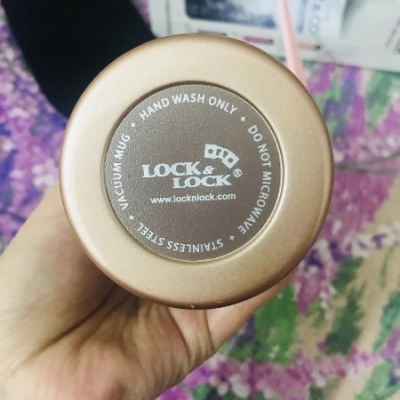 VACUUM MUG ✦ HAND WASH ONLY ✦ DO NOT MICROWAVE ✦ STAINLESS STEEL ✦
LOCK &
LOCK®
www.locknlock.com